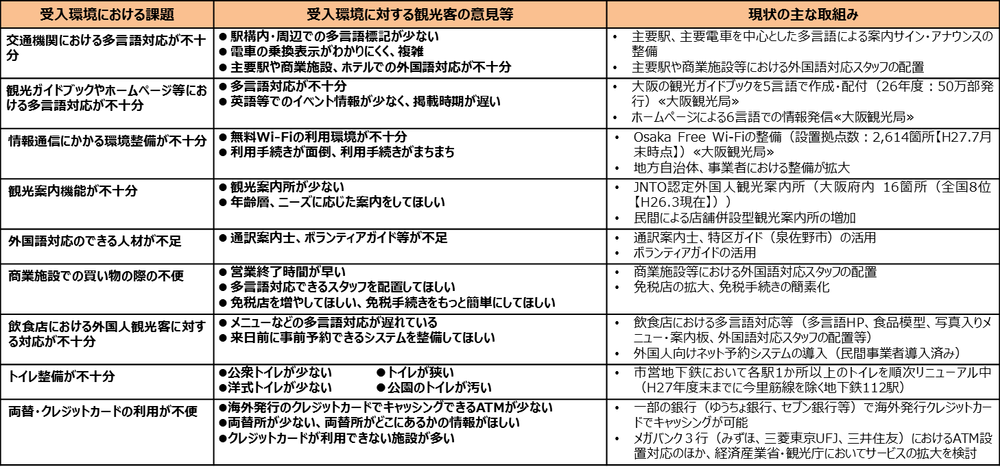 受入環境における課題
受入環境に対する観光客の意見等
現状の主な取組み
交通機関における多言語対応が不十
分
● 駅構内・周辺での多言語標記が少ない
● 電車の乗換表示がわかりにくく、複雑
● 主要駅や商業施設、ホテルでの外国語対応が不十分
• 主要駅、主要電車を中心とした多言語による案内サイン・アナウンスの
整備
• 主要駅や商業施設等における外国語対応スタッフの配置
観光ガイドブックやホームページ等にお
ける多言語対応が不十分
● 多言語対応が不十分
● 英語等でのイベント情報が少なく、掲載時期が遅い
• 大阪の観光ガイドブックを5言語で作成・配付（26年度：50万部発
行）≪大阪観光局≫
• ホームページによる6言語での情報発信≪大阪観光局≫
情報通信にかかる環境整備が不十分
● 無料Wi-Fiの利用環境が不十分
● 利用手続きが面倒、利用手続きがまちまち
• Osaka Free Wi-Fiの整備（設置拠点数：2,614箇所【H27.7月
末時点】）≪大阪観光局≫
• 地方自治体、事業者における整備が拡大
観光案内機能が不十分
● 観光案内所が少ない
● 年齢層、ニーズに応じた案内をしてほしい
• JNTO認定外国人観光案内所（大阪府内 16箇所（全国8位
【H26.3現在】））
• 民間による店舗併設型観光案内所の増加
外国語対応のできる人材が不足
● 通訳案内士、ボランティアガイド等が不足
• 通訳案内士、特区ガイド（泉佐野市）の活用
• ボランティアガイドの活用
商業施設での買い物の際の不便
● 営業終了時間が早い
● 多言語対応できるスタッフを配置してほしい
● 免税店を増やしてほしい、免税手続きをもっと簡単にしてほしい
• 商業施設等における外国語対応スタッフの配置
• 免税店の拡大、免税手続きの簡素化
飲食店における外国人観光客に対す
る対応が不十分
● メニューなどの多言語対応が遅れている
● 来日前に事前予約できるシステムを整備してほしい
• 飲食店における多言語対応等（多言語HP、食品模型、写真入りメ
ニュー・案内板、外国語対応スタッフの配置等）
• 外国人向けネット予約システムの導入（民間事業者導入済み）
トイレ整備が不十分
●公衆トイレが少ない ●トイレが狭い
●洋式トイレが少ない ●公園のトイレが汚い
• 市営地下鉄において各駅1か所以上のトイレを順次リニューアル中
（H27年度末までに今里筋線を除く地下鉄112駅）
両替・クレジットカードの利用が不便
●海外発行のクレジットカードでキャッシングできるATMが少ない
●両替所が少ない、両替所がどこにあるかの情報がほしい
●クレジットカードが利用できない施設が多い
• 一部の銀行（ゆうちょ銀行、セブン銀行等）で海外発行クレジットカー
ドでキャッシングが可能
• メガバンク３行（みずほ、三菱東京UFJ、三井住友）におけるATM設
置対応のほか、経済産業省・観光庁においてサービスの拡大を検討